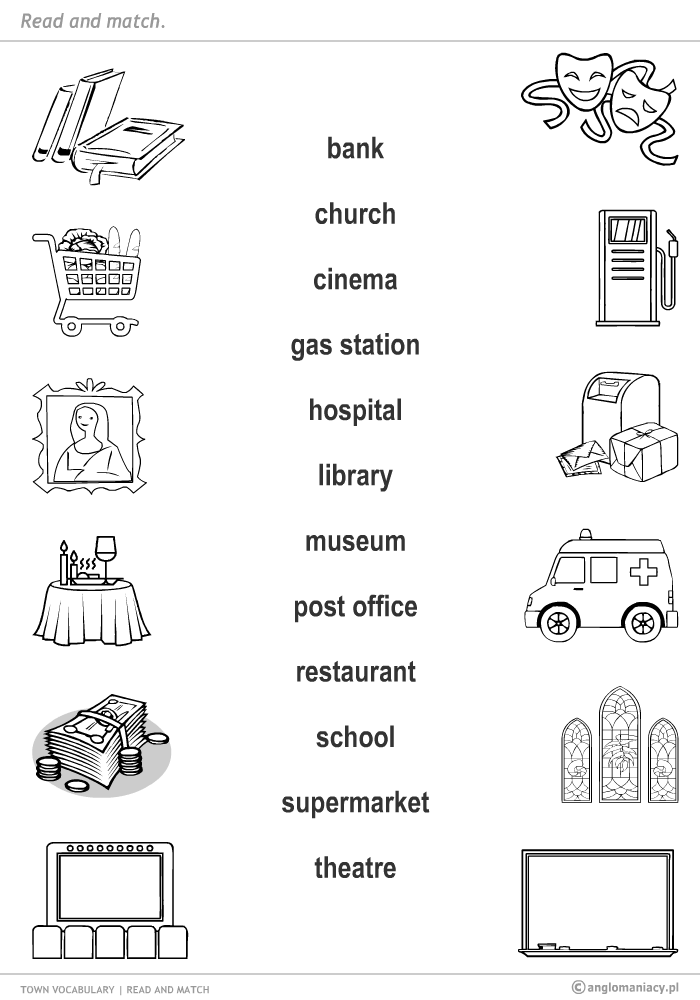 Read and match.
bank
church
cinema
gas station
hospital
library
museum
post office
restaurant
school
supermarket
theatre
TOWN VOCABULARY | READ AND MATCH
©anglomaniacy.pl